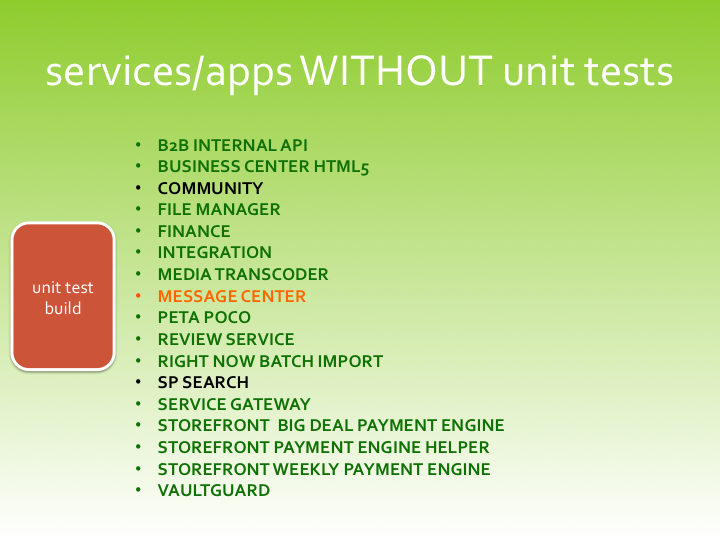 services/apps WITHOUT unit tests
• B2B INTERNAL API
• BUSINESS CENTER HTML5
• COMMUNITY
• FILE MANAGER
• FINANCE
• INTEGRATION
• MEDIA TRANSCODER
• MESSAGE CENTER
• PETA POCO
• REVIEW SERVICE
• RIGHT NOW BATCH IMPORT
• SP SEARCH
• SERVICE GATEWAY
• STOREFRONT  BIG DEAL PAYMENT ENGINE
• STOREFRONT PAYMENT ENGINE HELPER
• STOREFRONT WEEKLY PAYMENT ENGINE
• VAULTGUARD
unit test
build